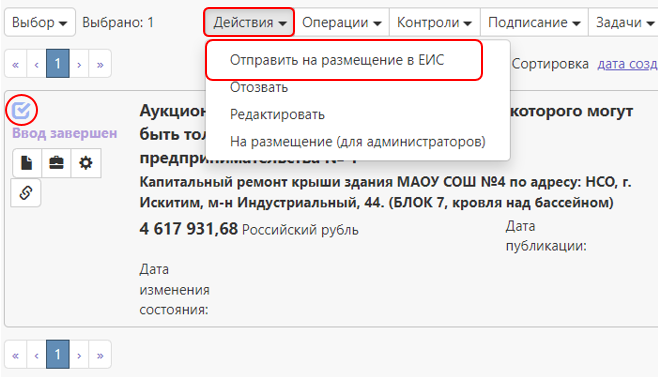 Выбор Выбрано: 1 Действия Операции Контроли Подписание Задачи
« ‹ 1 › » Сортировка дата созд
Отправить на размещение в ЕИС
Отозвать
Редактировать
На размещение (для администраторов)
Ввод завершен
Аукцион которого могут
быть тол
предпринимательства №
Капитальный ремонт крыши здания МАОУ СОШ №4 по адресу: НСО, г.
Искитим, м-н Индустриальный, 44. (БЛОК 7, кровля над бассейном)
4 617 931,68 Российский рубль
Дата
публикации:
Дата
изменения
состояния:
« ‹ 1 › »